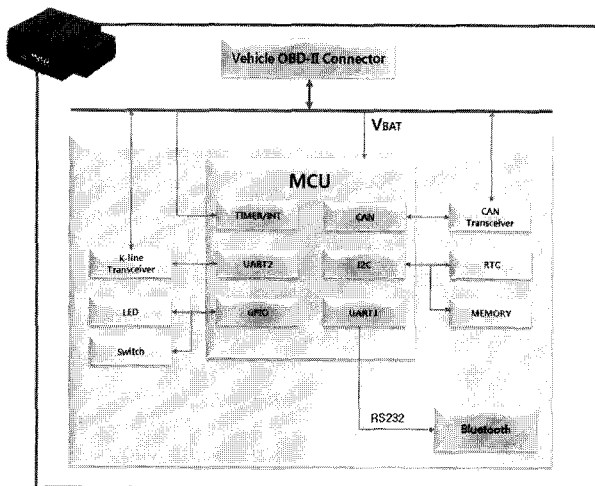 Vehicle OBD-II Connector
VBAT
MCU
TIMER/INT
CAN
CAN
Transceiver
K-line
Transceiver
UART2
I2C
RTC
LED
GPIO
UART1
MEMORY
Switch
RS232
Bluetooth